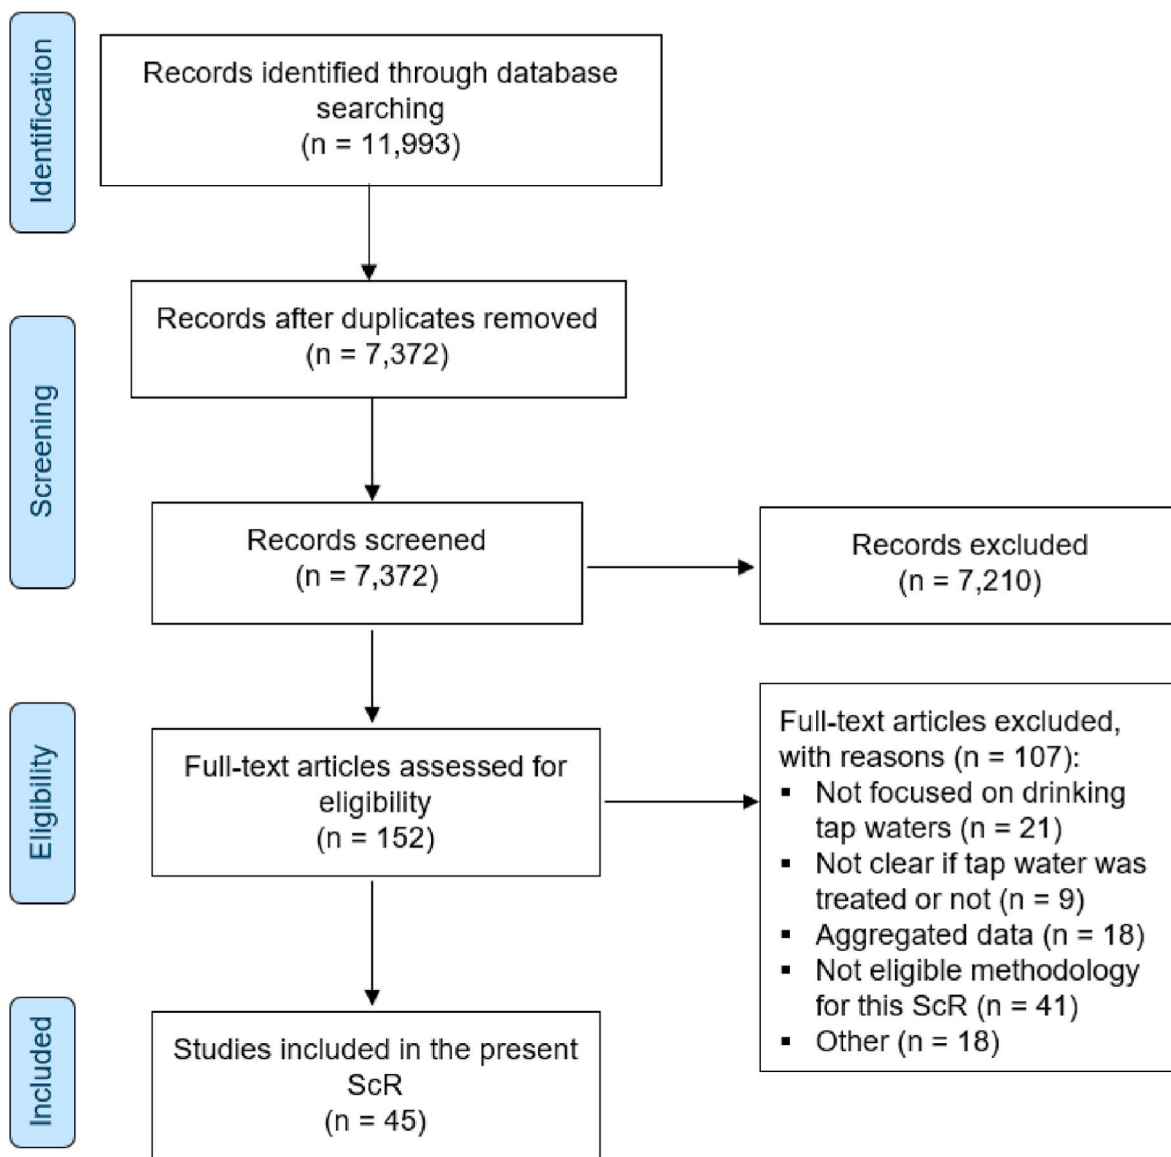 Identification
Records identified through database
searching
(n = 11,993)
Records after duplicates removed
(n = 7,372)
Screening
Records screened
(n = 7,372)
Records excluded
(n = 7,210)
Eligibility
Full-text articles assessed for
eligibility
(n = 152)
Full-text articles excluded,
with reasons (n = 107):
▪ Not focused on drinking
tap waters (n = 21)
▪ Not clear if tap water was
treated or not (n = 9)
▪ Aggregated data (n = 18)
▪ Not eligible methodology
for this ScR (n = 41)
▪ Other (n = 18)
Included
Studies included in the present
ScR
(n = 45)